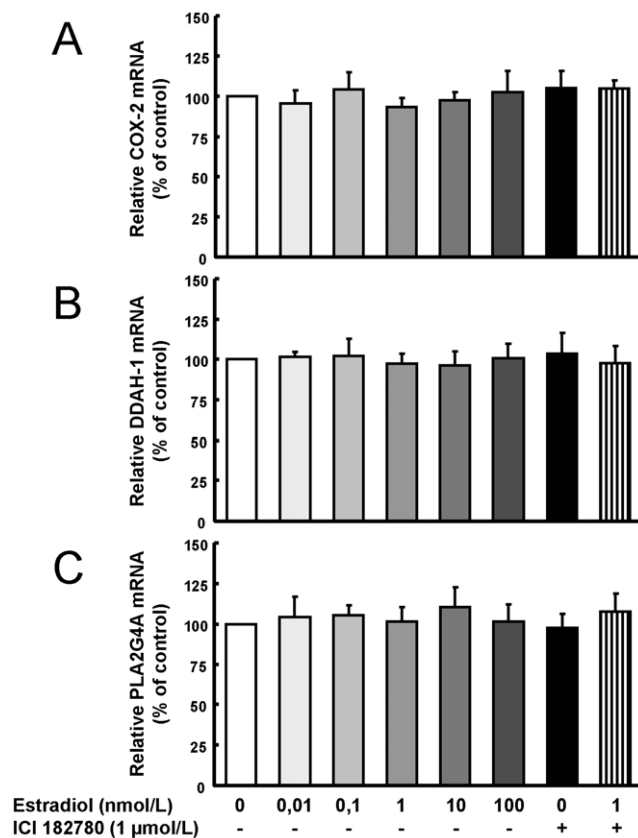 A
Relative COX-2 mRNA
(% of control)
150
125
100
75
50
25
0
B
Relative DDAH-1 mRNA
(% of control)
150
125
100
75
50
25
0
C
Relative PLA2G4A mRNA
(% of control)
150
125
100
75
50
25
0
Estradiol (nmol/L) 0 0,01 0,1 1 10 100 0 1
ICI 182780 (1 µmol/L) - - - - - - + +